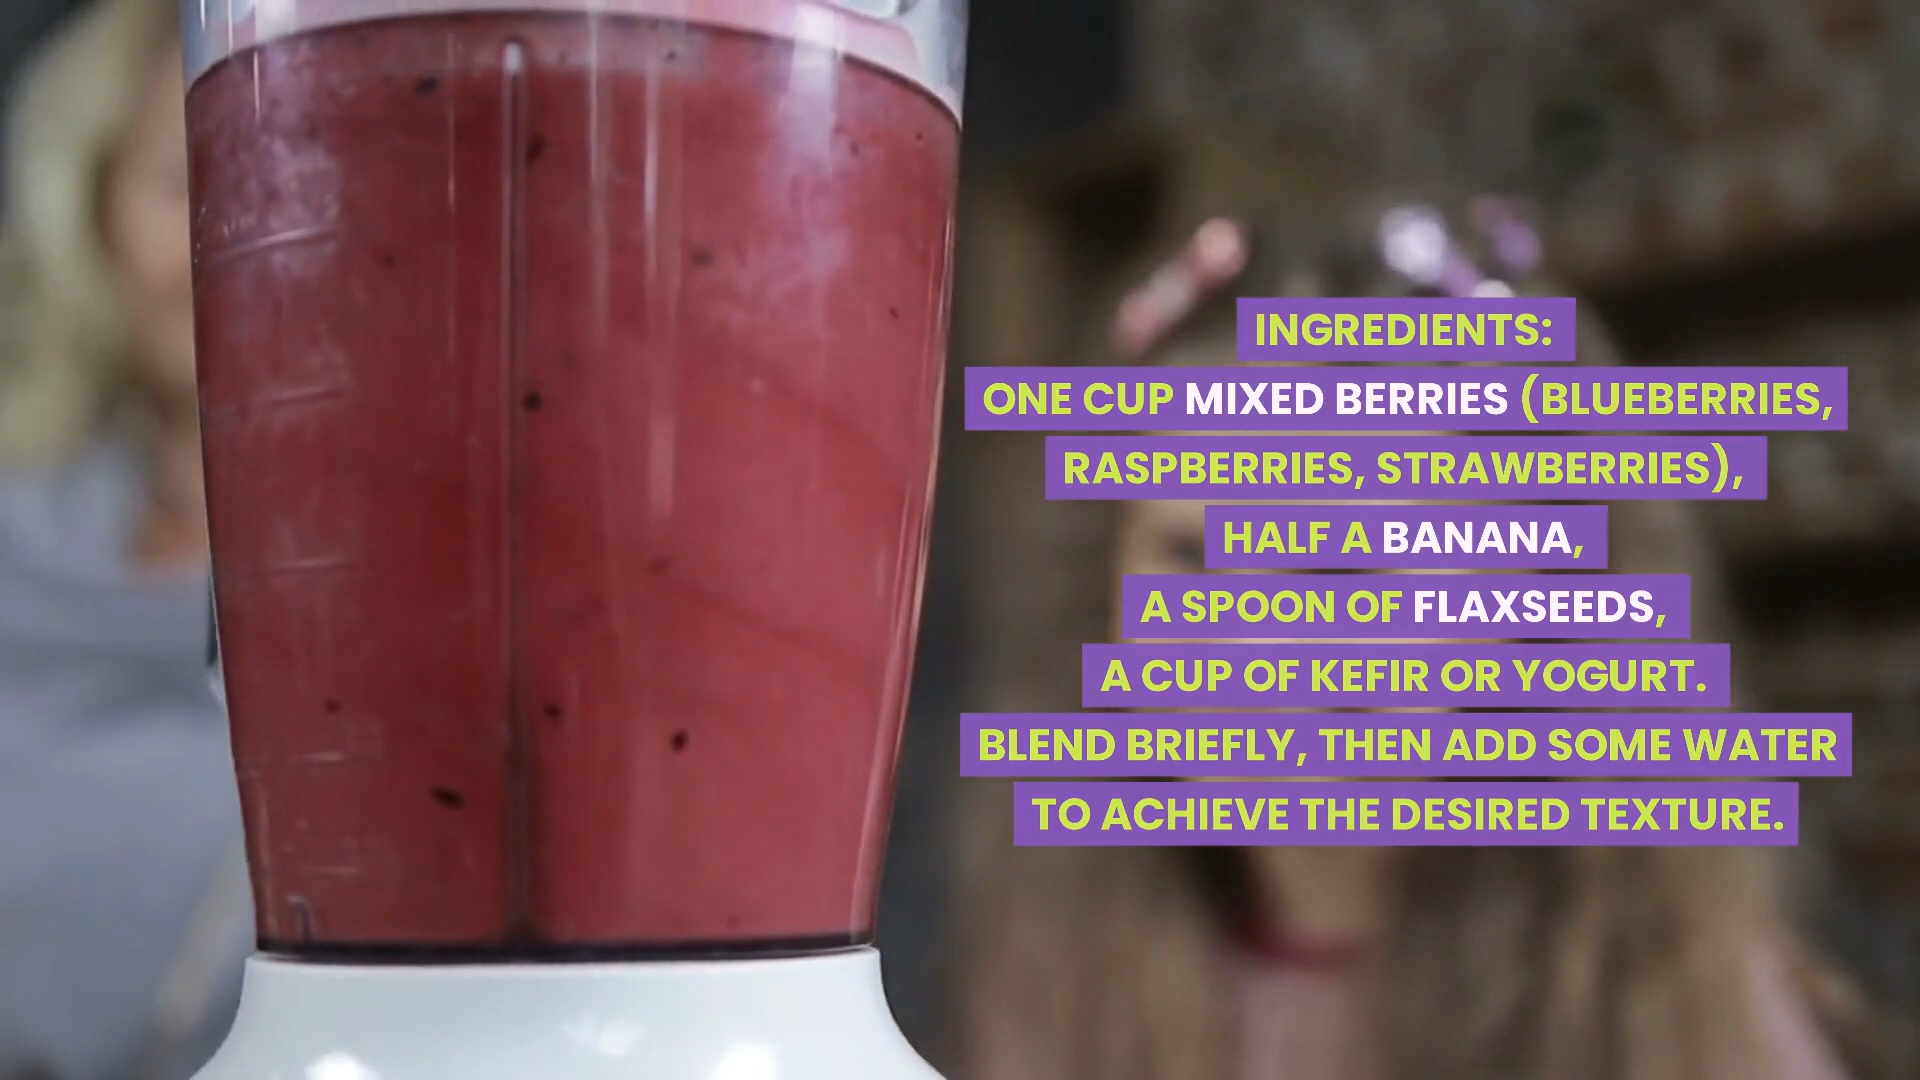 INGREDIENTS:
ONE CUP MIXED BERRIES (BLUEBERRIES,
RASPBERRIES, STRAWBERRIES),
HALF A BANANA,
A SPOON OF FLAXSEEDS,
A CUP OF KEFIR OR YOGURT.
BLEND BRIEFLY, THEN ADD SOME WATER
TO ACHIEVE THE DESIRED TEXTURE.